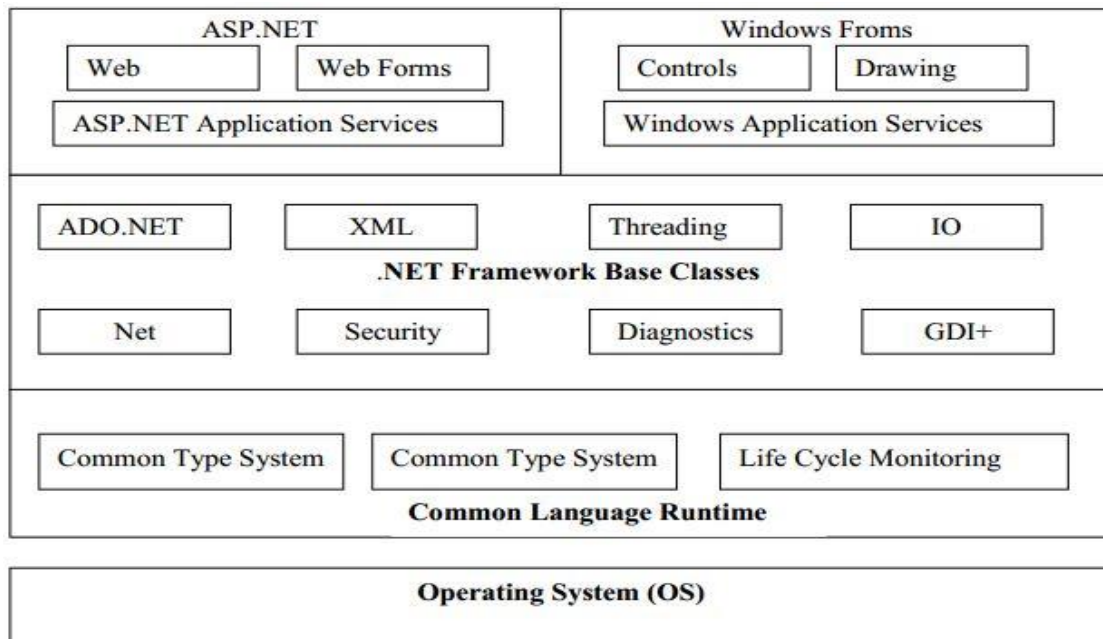 ASP.NET
Web
Web Forms
ASP.NET Application Services
Windows Froms
Controls
Drawing
Windows Application Services
ADO.NET
XML
Threading
IO
.NET Framework Base Classes
Net
Security
Diagnostics
GDI+
Common Type System
Common Type System
Life Cycle Monitoring
Common Language Runtime
Operating System (OS)